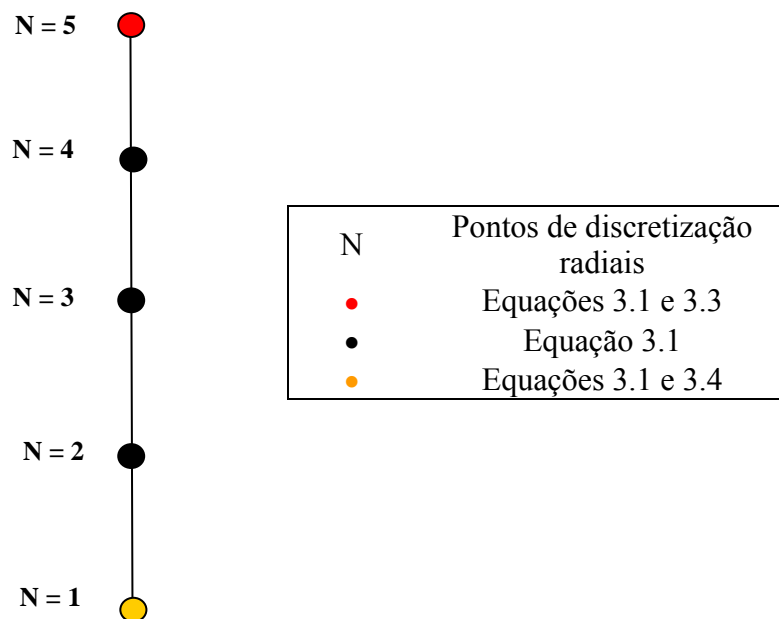 N = 5
N = 4
N = 3
N = 2
N = 1
N
Pontos de discretização
radiais
Equações 3.1 e 3.3
Equação 3.1
Equações 3.1 e 3.4